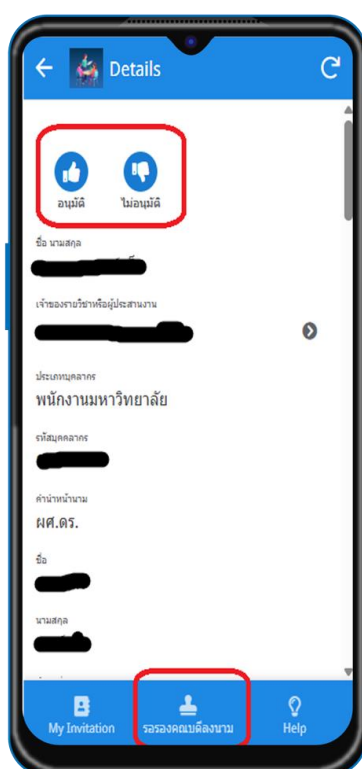 Details
อนุมัติ ไม่อนุมัติ
ชื่อ นามสกุล
เจ้าของรายวิชาหรือผู้ประสานงาน
ประเภทบุคลากร
พนักงานมหาวิทยาลัย
รหัสบุคคลากร
คำนำหน้านาม
ผศ.ดร.
ชื่อ
นามสกุล
My Invitation รอรองคณบดีลงนาม Help